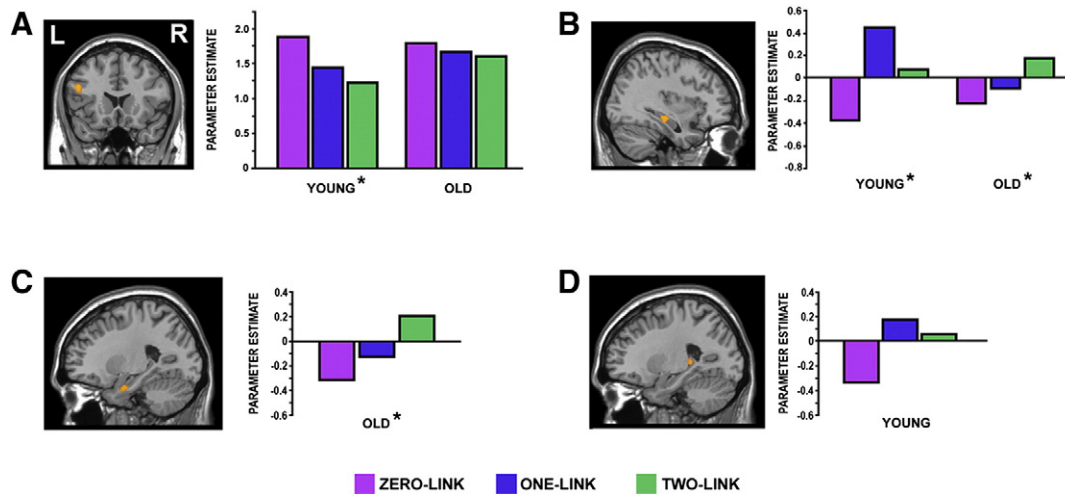 A
L
R
PARAMETER ESTIMATE
2.0
1.5
1.0
0.5
0
YOUNG *
OLD
B
PARAMETER ESTIMATE
0.6
0.4
0.2
0
-0.2
-0.4
-0.6
-0.8
YOUNG *
OLD *
C
PARAMETER ESTIMATE
0.4
0.2
0
-0.2
-0.4
-0.6
OLD *
D
PARAMETER ESTIMATE
0.4
0.2
0
-0.2
-0.4
-0.6
YOUNG
ZERO-LINK ONE-LINK TWO-LINK